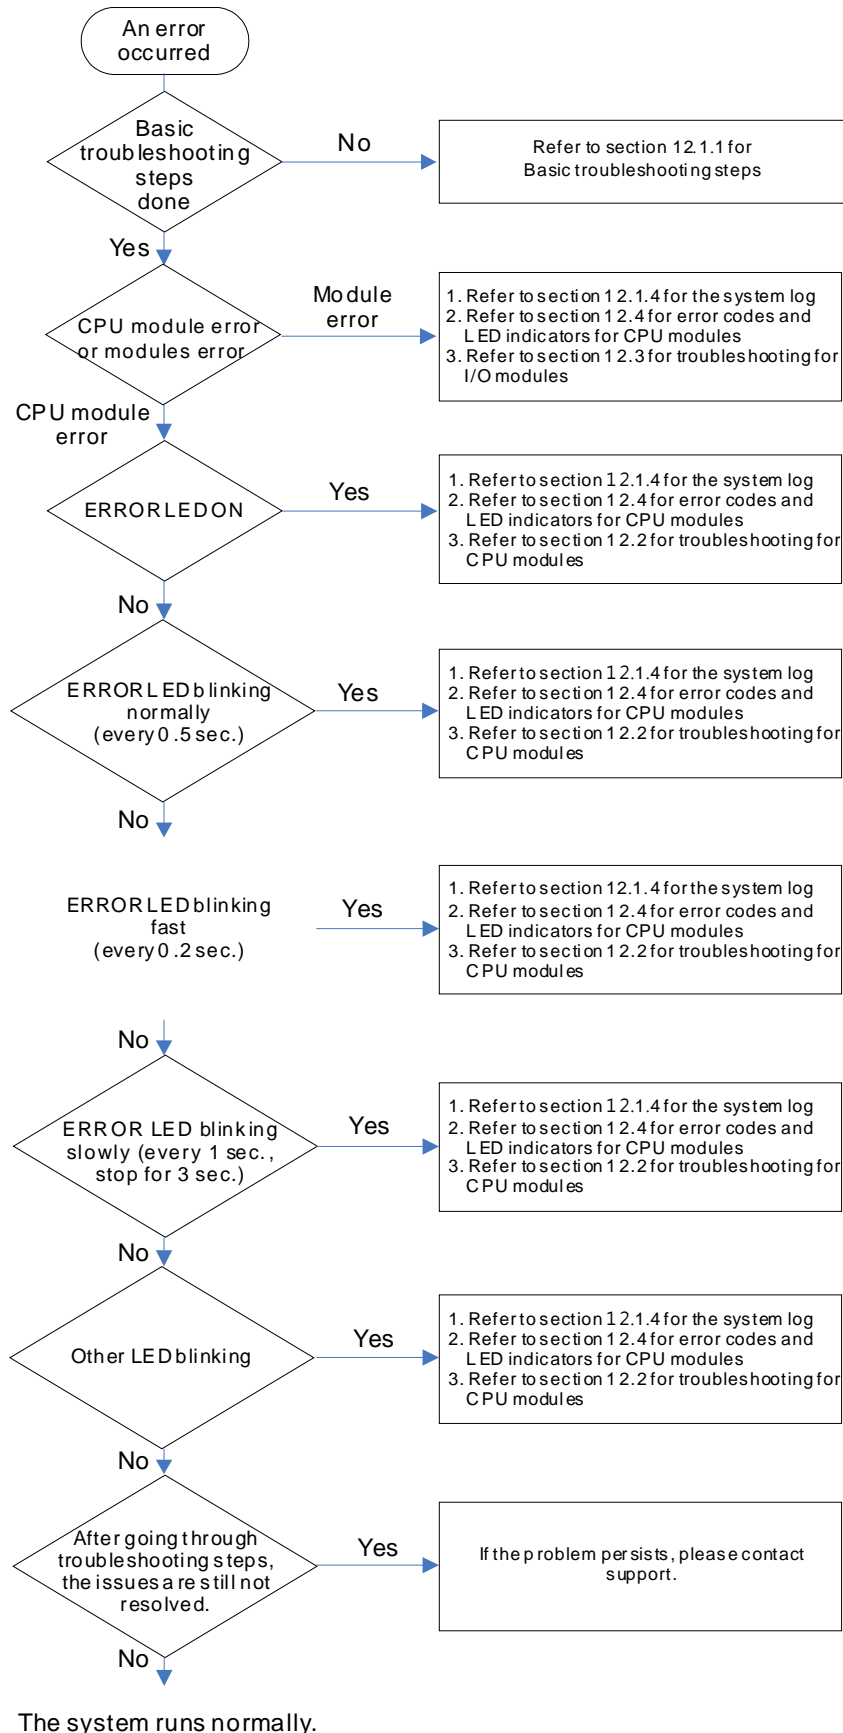 An error
occurred
Basic
troubleshooting
steps
done
No
Refer to section 12.1.1 for
Basic troubleshooting steps
Yes
CPU module error
or modules error
Module
error
1. Refer to section 12.1.4 for the system log
2. Refer to section 12.4 for error codes and
LED indicators for CPU modules
3. Refer to section 12.3 for troubleshooting for
I/O modules
CPU module
error
ERROR LED ON
Yes
1. Refer to section 12.1.4 for the system log
2. Refer to section 12.4 for error codes and
LED indicators for CPU modules
3. Refer to section 12.2 for troubleshooting for
CPU modules
No
ERROR LED blinking
normally
(every 0.5 sec.)
Yes
1. Refer to section 12.1.4 for the system log
2. Refer to section 12.4 for error codes and
LED indicators for CPU modules
3. Refer to section 12.2 for troubleshooting for
CPU modules
No
ERROR LED blinking
fast
(every 0.2 sec.)
Yes
1. Refer to section 12.1.4 for the system log
2. Refer to section 12.4 for error codes and
LED indicators for CPU modules
3. Refer to section 12.2 for troubleshooting for
CPU modules
No
ERROR LED blinking
slowly (every 1 sec.,
stop for 3 sec.)
Yes
1. Refer to section 12.1.4 for the system log
2. Refer to section 12.4 for error codes and
LED indicators for CPU modules
3. Refer to section 12.2 for troubleshooting for
CPU modules
No
Other LED blinking
Yes
1. Refer to section 12.1.4 for the system log
2. Refer to section 12.4 for error codes and
LED indicators for CPU modules
3. Refer to section 12.2 for troubleshooting for
CPU modules
No
After going through
troubleshooting steps,
the issues are still not
resolved.
Yes
If the problem persists, please contact
support.
No
The system runs normally.